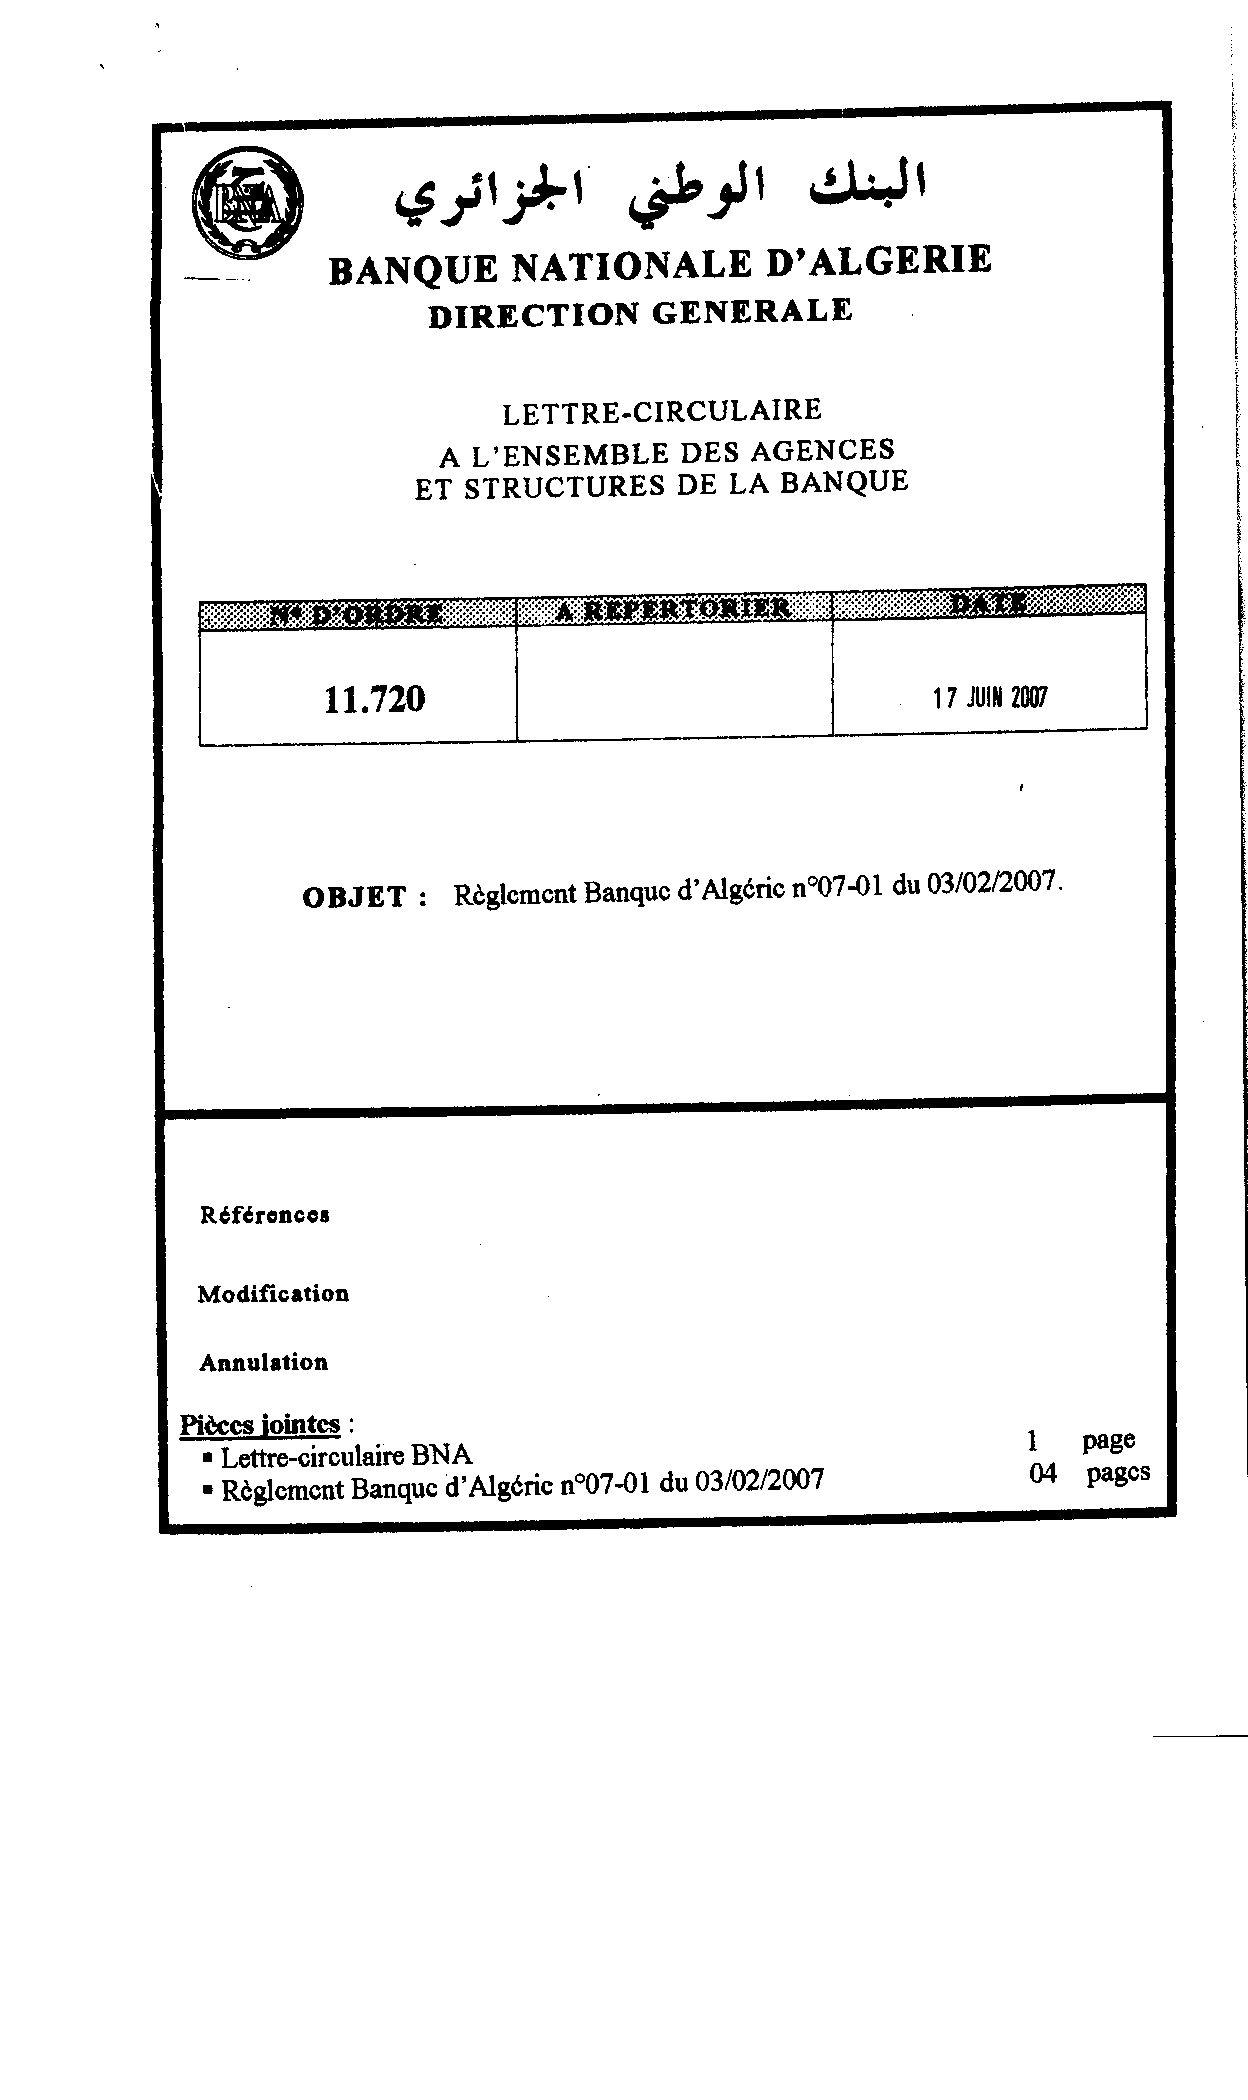 BNA
البنك الوطني الجزائري
BANQUE NATIONALE D'ALGERIE
DIRECTION GENERALE
LETTRE-CIRCULAIRE
A L'ENSEMBLE DES AGENCES
ET STRUCTURES DE LA BANQUE
N° D'ORDRE A REPERTORIER DATE
11.720 17 JUIN 2007
OBJET : Règlement Banque d'Algérie n°07-01 du 03/02/2007.
Références
Modification
Annulation
Pièces jointes :
▪ Lettre-circulaire BNA 1 page
▪ Règlement Banque d'Algérie n°07-01 du 03/02/2007 04 pages